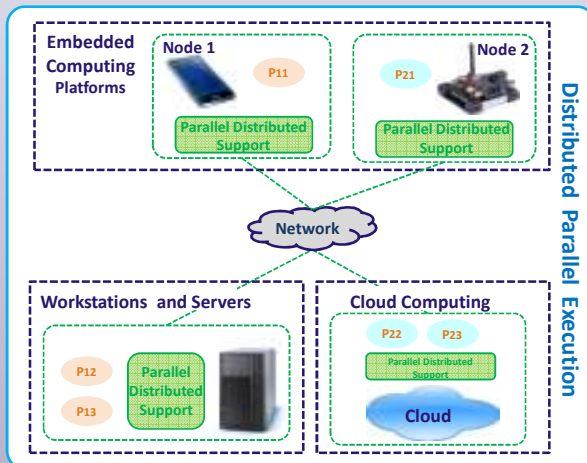 Embedded
Computing
Platforms
Node 1
P11
Parallel Distributed
Support
Node 2
P21
Parallel Distributed
Support
Network
Workstations and Servers
P12
P13
Parallel
Distributed
Support
Cloud Computing
P22
P23
Parallel Distributed
Support
Cloud
Distributed Parallel Execution